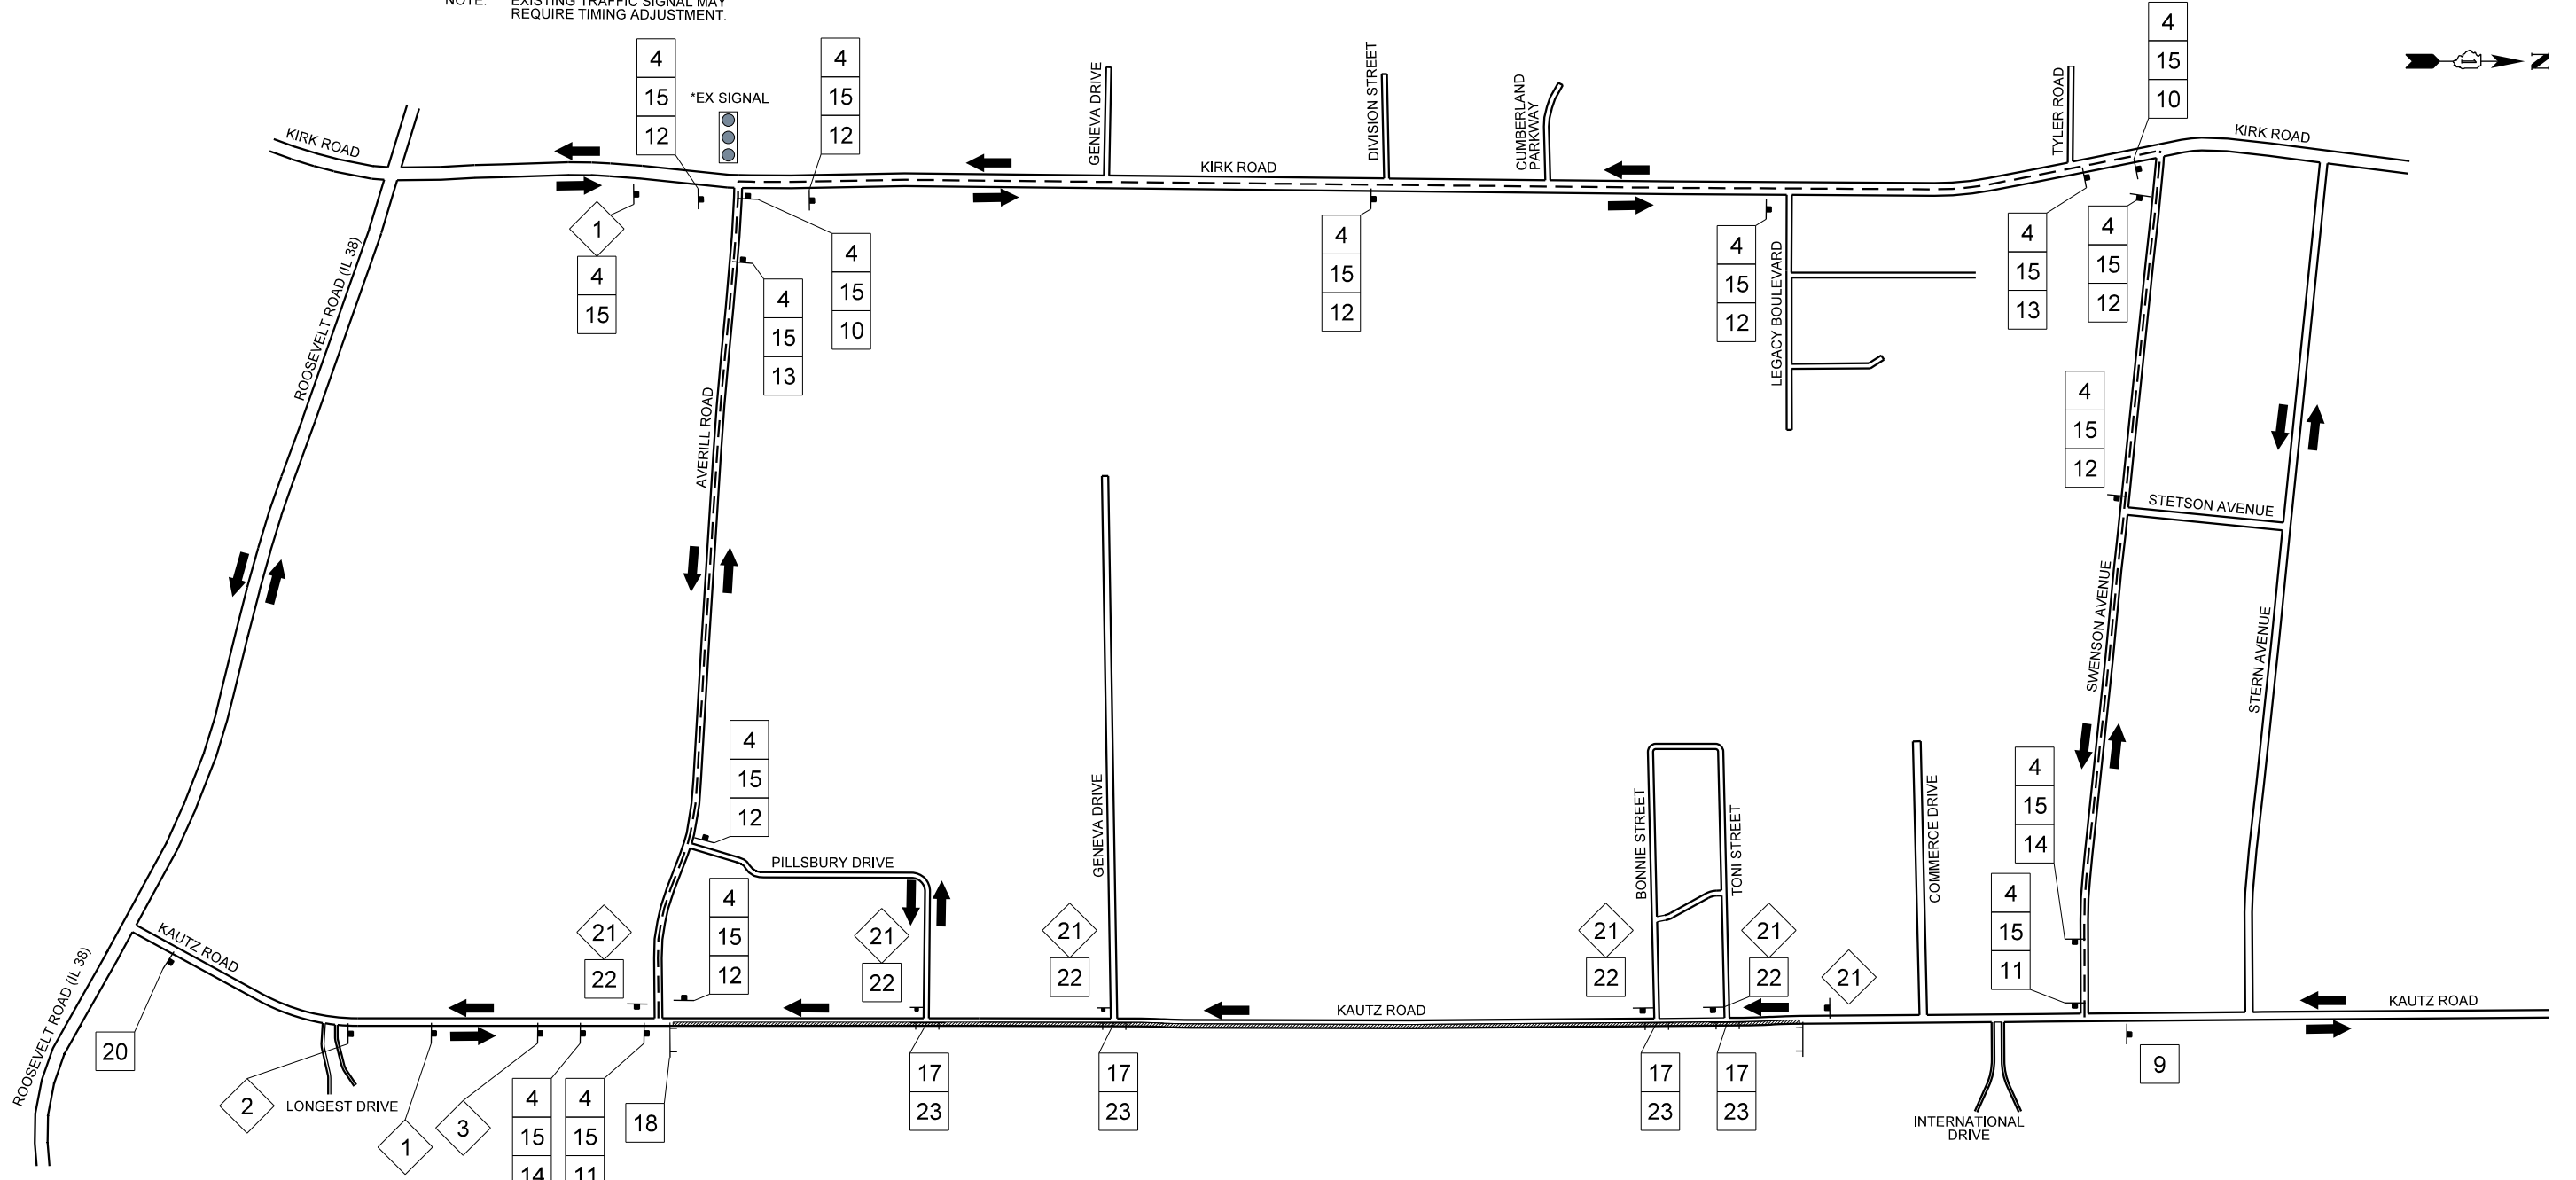 NOTE: EXISTING TRAFFIC SIGNAL MAY
REQUIRE TIMING ADJUSTMENT.
4
15
12
*EX SIGNAL
4
15
12
GENEVA DRIVE
DIVISION STREET
CUMBERLAND
PARKWAY
TYLER ROAD
4
15
10
N
KIRK ROAD
KIRK ROAD
KIRK ROAD
1
4
15
4
15
10
4
15
13
4
15
12
4
15
12
LEGACY BOULEVARD
4
15
13
4
15
12
ROOSEVELT ROAD (IL 38)
AVERILL ROAD
4
15
12
STETSON AVENUE
SWENSON AVENUE
STERN AVENUE
4
15
12
PILLSBURY DRIVE
GENEVA DRIVE
BONNIE STREET
TONI STREET
COMMERCE DRIVE
4
15
14
4
15
11
4
15
12
21
22
21
22
21
22
21
22
21
22
21
KAUTZ ROAD
KAUTZ ROAD
KAUTZ ROAD
ROOSEVELT ROAD (IL 38)
20
2
LONGEST DRIVE
1
3
4
15
14
4
15
11
18
17
23
17
23
17
23
17
23
INTERNATIONAL
DRIVE
9